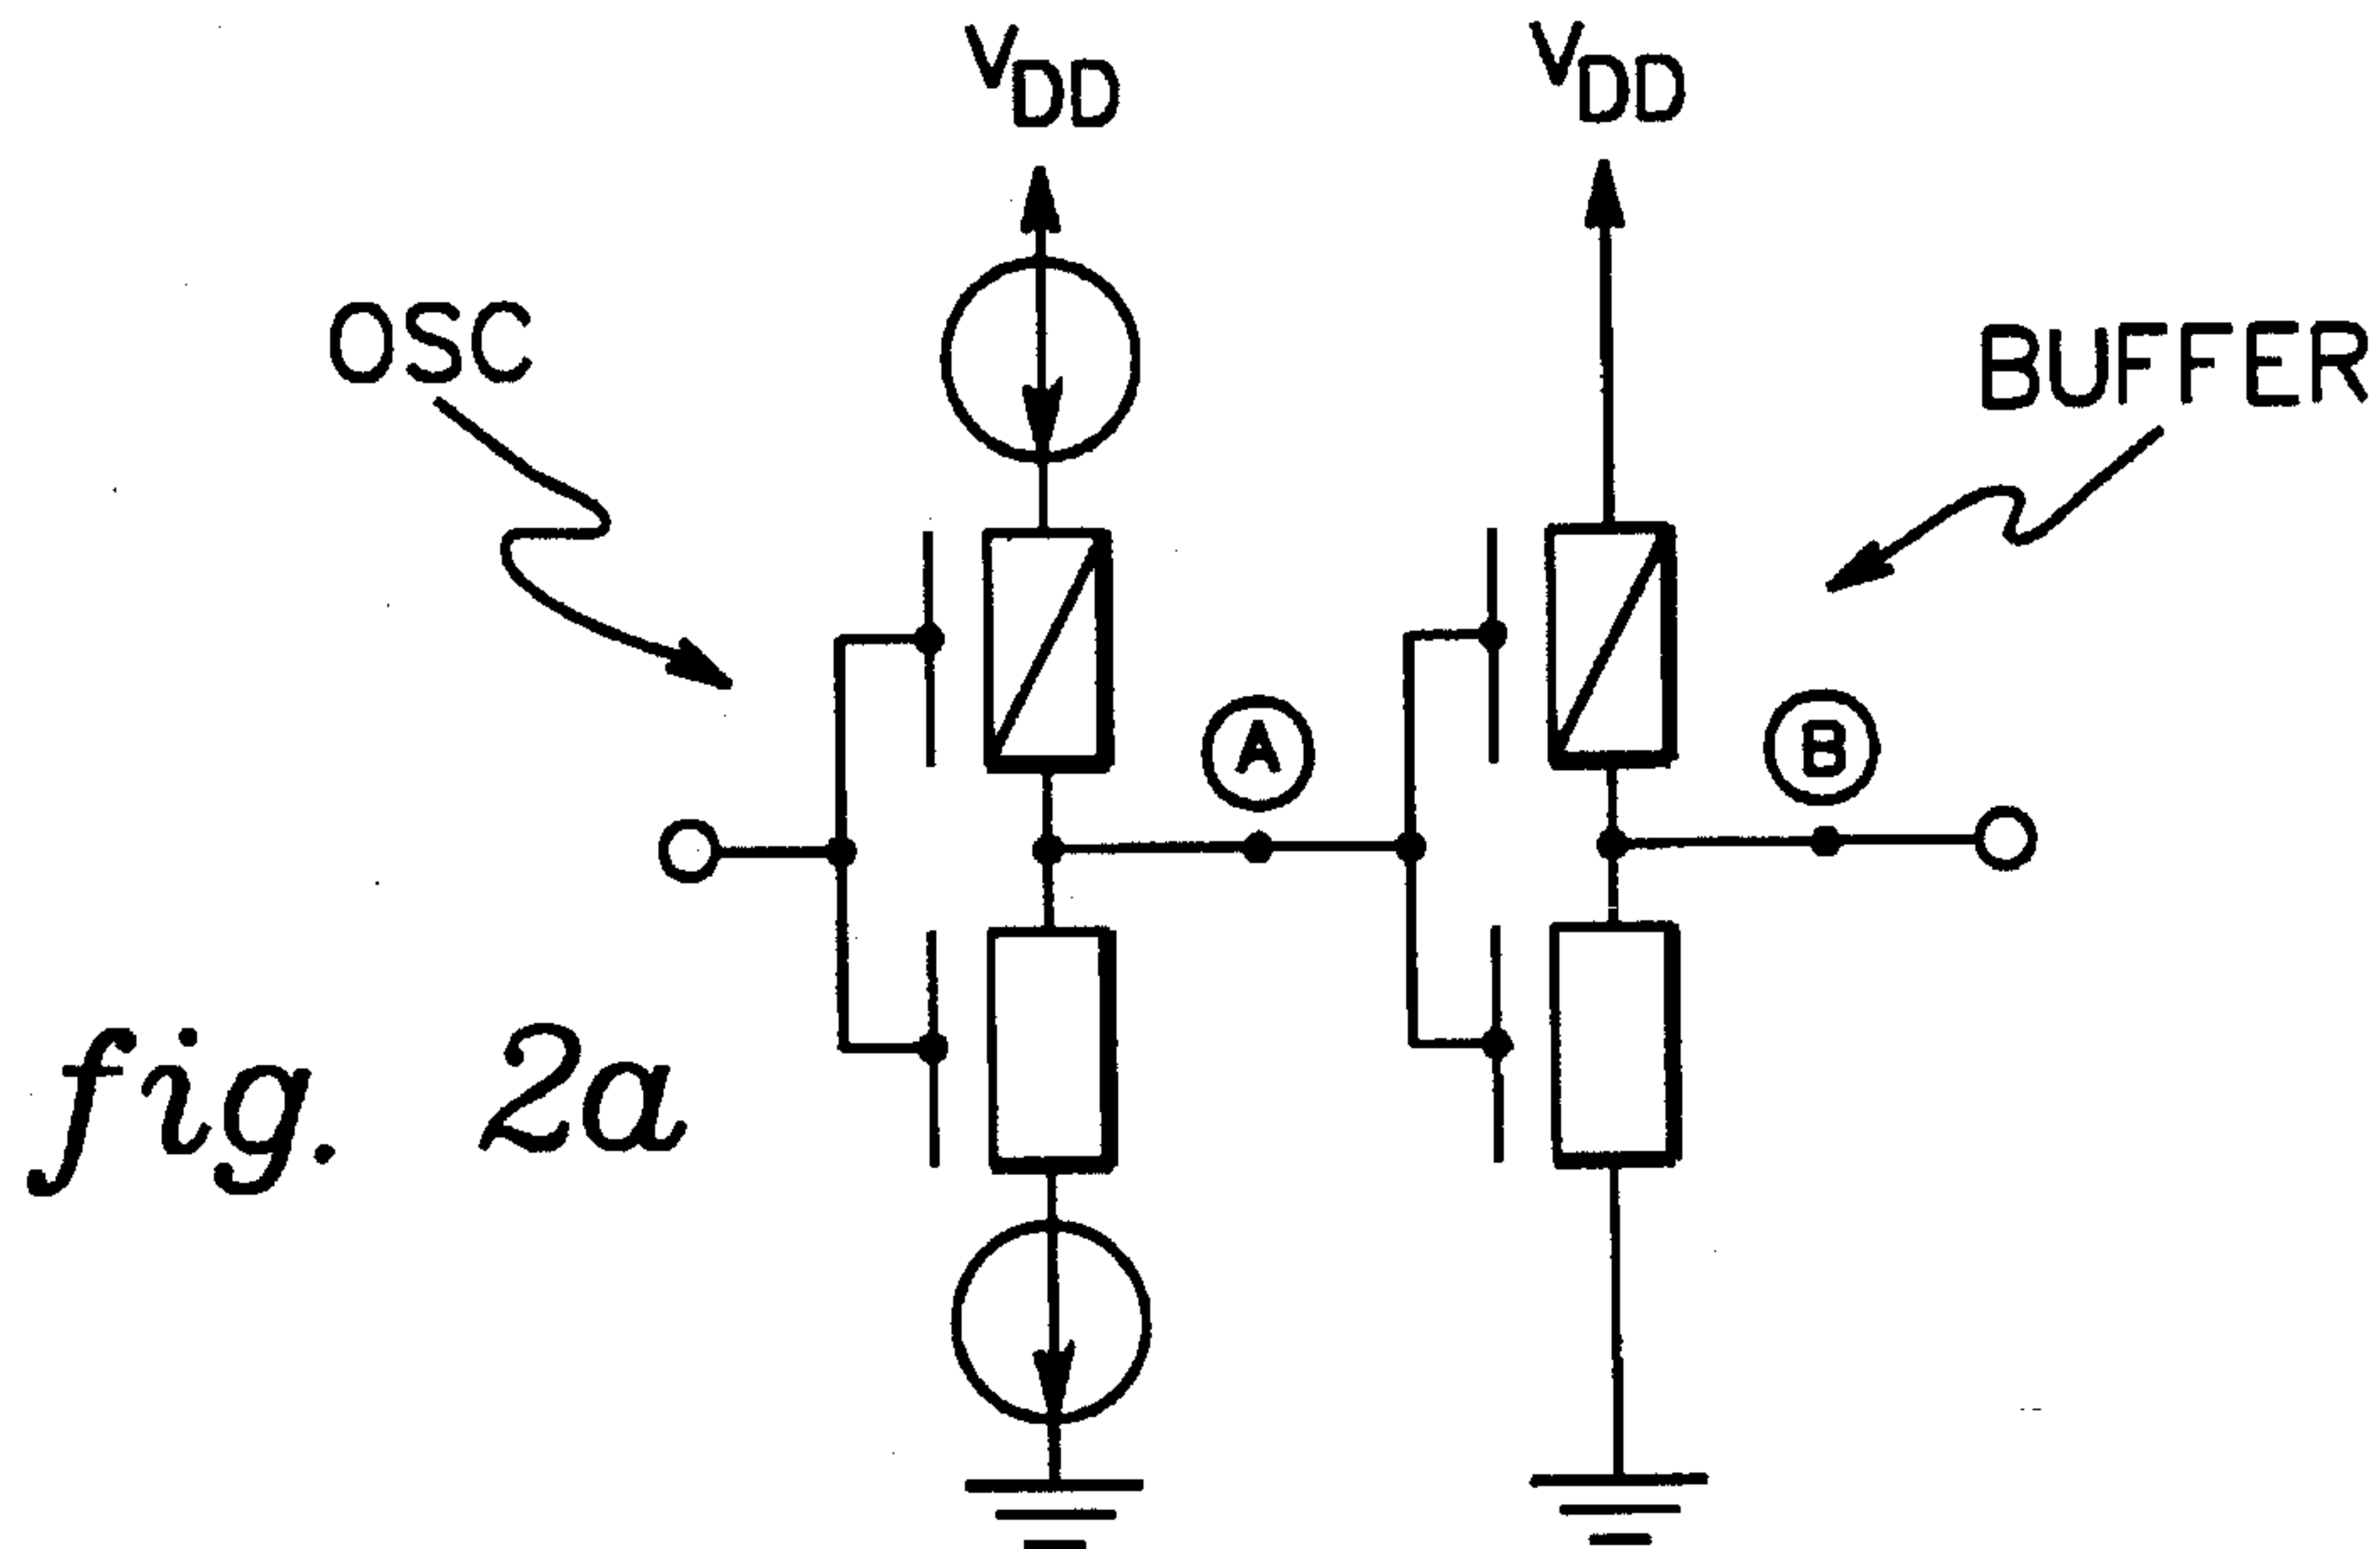 VDD
VDD
OSC
BUFFER
A
B
fig. 2a